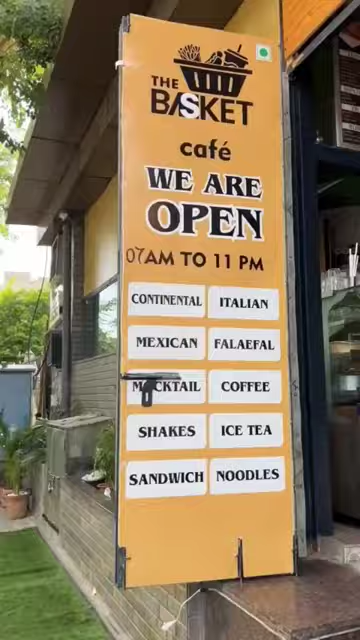 THE
BASKET
café
WE ARE
OPEN
07AM TO 11 PM
CONTINENTAL ITALIAN
MEXICAN FALAEFAL
MOCKTAIL COFFEE
SHAKES ICE TEA
SANDWICH NOODLES